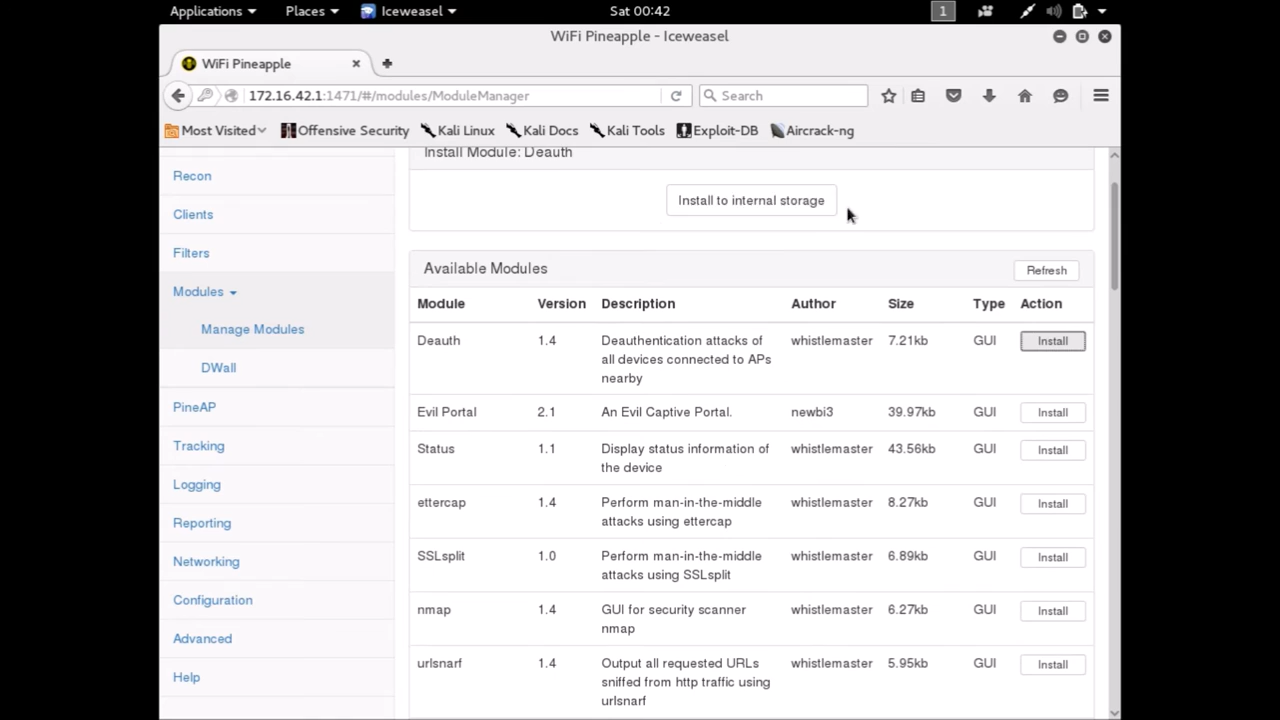 Applications Places Iceweasel Sat 00:42 1
WiFi Pineapple - Iceweasel
WiFi Pineapple
172.16.42.1:1471/#/modules/ModuleManager Search
Most Visited Offensive Security Kali Linux Kali Docs Kali Tools Exploit-DB Aircrack-ng
Recon
Clients
Filters
Modules
Manage Modules
DWall
PineAP
Tracking
Logging
Reporting
Networking
Configuration
Advanced
Help
Install Module: Deauth
Install to internal storage
Available Modules Refresh
Module Version Description Author Size Type Action
Deauth 1.4 Deauthentication attacks of whistlemaster 7.21kb GUI Install
all devices connected to APs
nearby
Evil Portal 2.1 An Evil Captive Portal. newbi3 39.97kb GUI Install
Status 1.1 Display status information of whistlemaster 43.56kb GUI Install
the device
ettercap 1.4 Perform man-in-the-middle whistlemaster 8.27kb GUI Install
attacks using ettercap
SSLsplit 1.0 Perform man-in-the-middle whistlemaster 6.89kb GUI Install
attacks using SSLsplit
nmap 1.4 GUI for security scanner whistlemaster 6.27kb GUI Install
nmap
urlsnarf 1.4 Output all requested URLs whistlemaster 5.95kb GUI Install
sniffed from http traffic using
urlsnarf